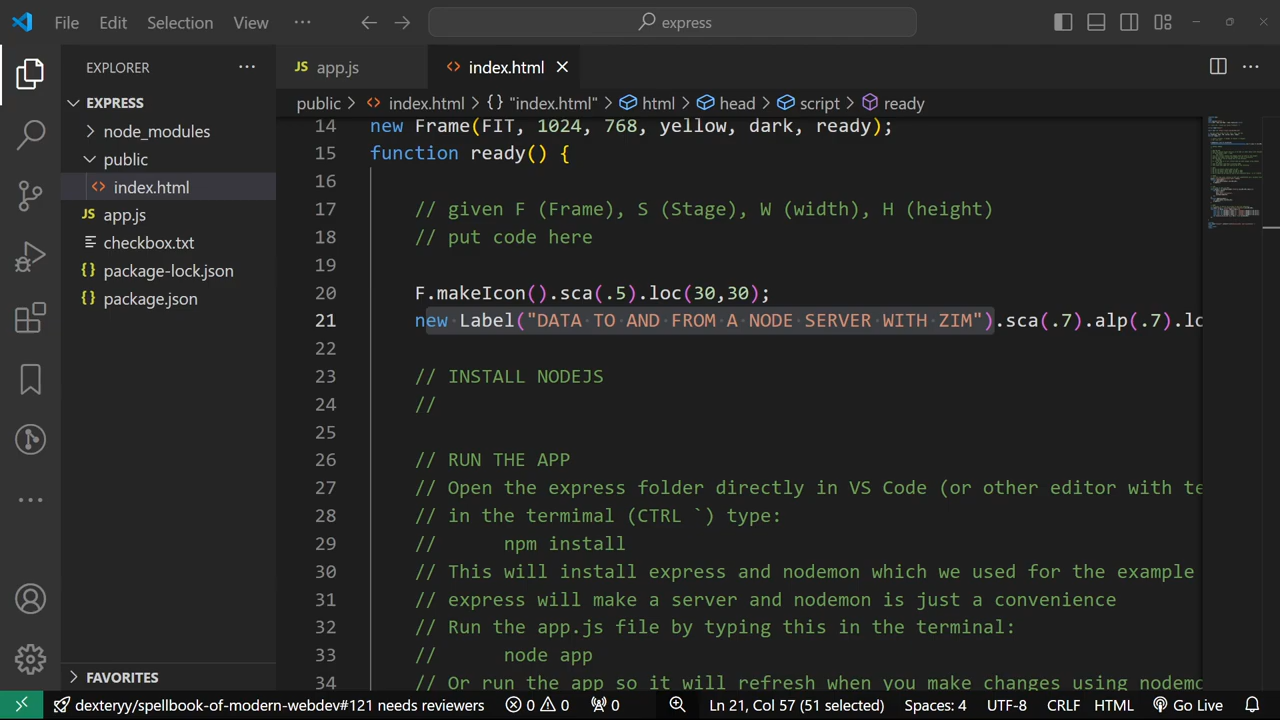 File Edit Selection View ··· express
EXPLORER ···
EXPRESS
node_modules
public
index.html
app.js
checkbox.txt
package-lock.json
package.json
FAVORITES
app.js index.html
public > index.html > {} "index.html" > html > head > script > ready
14 new Frame(FIT, 1024, 768, yellow, dark, ready);
15 function ready() {
16
17 // given F (Frame), S (Stage), W (width), H (height)
18 // put code here
19
20 F.makeIcon().sca(.5).loc(30,30);
21 new Label("DATA TO AND FROM A NODE SERVER WITH ZIM").sca(.7).alp(.7).lo
22
23 // INSTALL NODEJS
24 //
25
26 // RUN THE APP
27 // Open the express folder directly in VS Code (or other editor with te
28 // in the termimal (CTRL `) type:
29 // npm install
30 // This will install express and nodemon which we used for the example
31 // express will make a server and nodemon is just a convenience
32 // Run the app.js file by typing this in the terminal:
33 // node app
34 // Or run the app so it will refresh when you make changes using nodemo
dexteryy/spellbook-of-modern-webdev#121 needs reviewers 0 0 0 Ln 21, Col 57 (51 selected) Spaces: 4 UTF-8 CRLF HTML Go Live